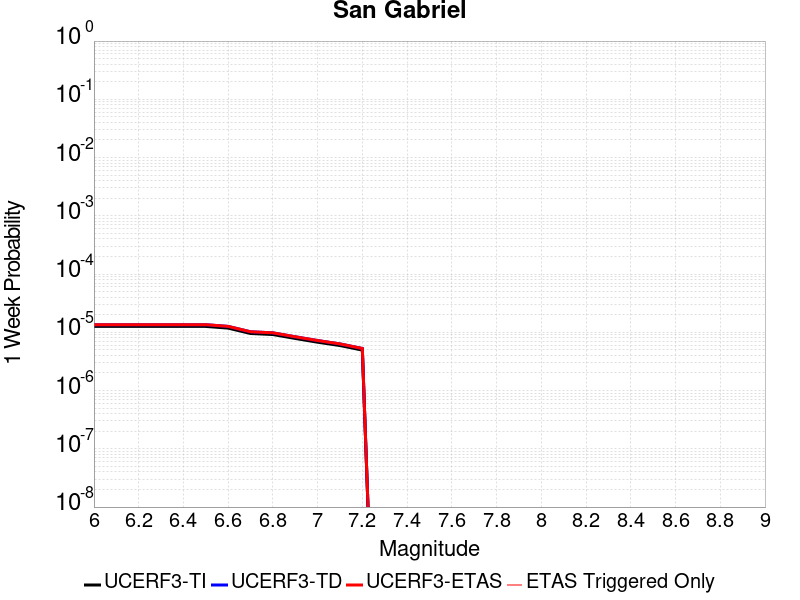 San Gabriel
10^0
10^-1
10^-2
10^-3
10^-4
10^-5
10^-6
10^-7
10^-8
1 Week Probability
6 6.2 6.4 6.6 6.8 7 7.2 7.4 7.6 7.8 8 8.2 8.4 8.6 8.8 9
Magnitude
UCERF3-TI UCERF3-TD UCERF3-ETAS ETAS Triggered Only